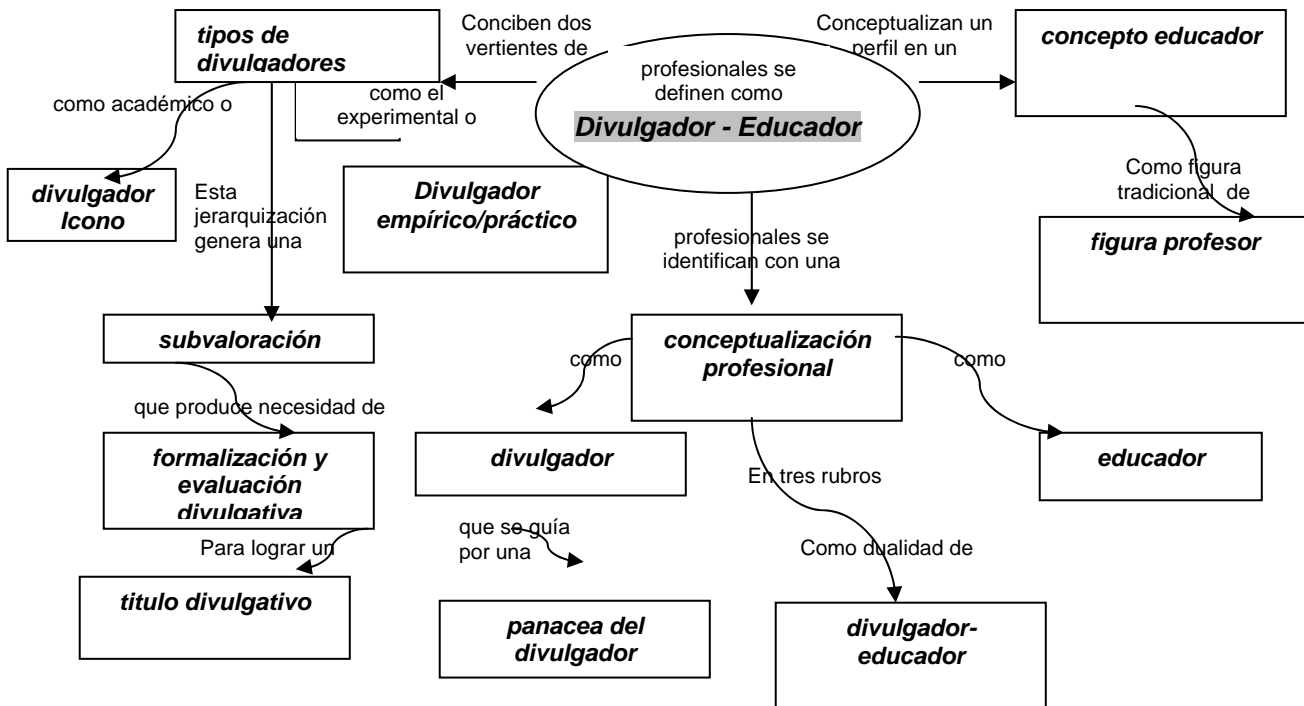 tipos de
divulgadores
Conciben dos
vertientes de
profesionales se
definen como
Divulgador - Educador
Conceptualizan un
perfil en un
concepto educador
como académico o
como el
experimental o
Como figura
tradicional de
divulgador
Icono
Esta
jerarquización
genera una
Divulgador
empírico/práctico
profesionales se
identifican con una
figura profesor
subvaloración
como
conceptualización
profesional
como
que produce necesidad de
formalización y
evaluación
divulgativa
divulgador
En tres rubros
educador
Para lograr un
que se guía
por una
Como dualidad de
titulo divulgativo
panacea del
divulgador
divulgador-
educador